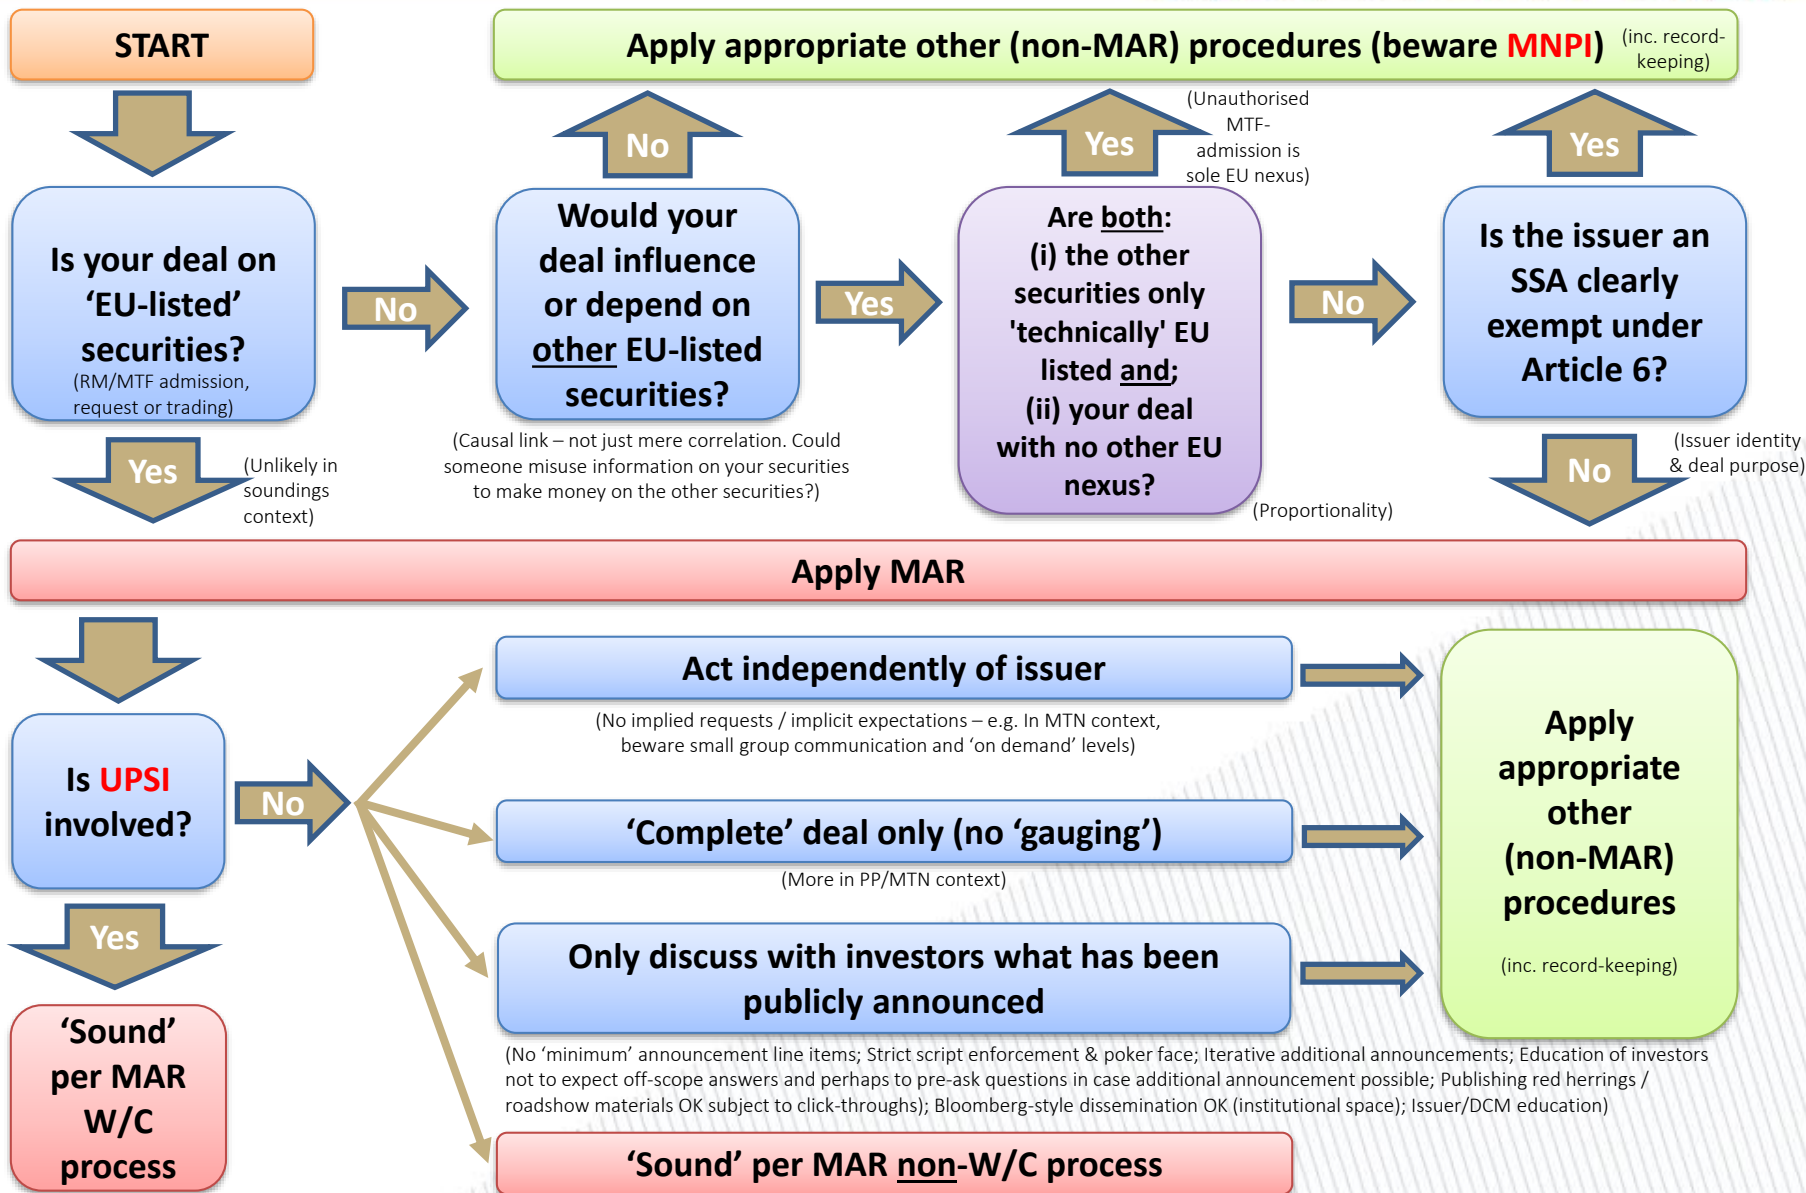 START
Apply appropriate other (non-MAR) procedures (beware MNPI)
(inc. record-
keeping)
No
Yes
(Unauthorised
MTF-
admission is
sole EU nexus)
Yes
Is your deal on
‘EU-listed’
securities?
(RM/MTF admission,
request or trading)
No
Would your
deal influence
or depend on
other EU-listed
securities?
(Causal link – not just mere correlation. Could
someone misuse information on your securities
to make money on the other securities?)
Yes
Are both:
(i) the other
securities only
'technically' EU
listed and;
(ii) your deal
with no other EU
nexus?
(Proportionality)
No
Is the issuer an
SSA clearly
exempt under
Article 6?
Yes
(Unlikely in
soundings
context)
No
(Issuer identity
& deal purpose)
Apply MAR
Is UPSI
involved?
No
Act independently of issuer
(No implied requests / implicit expectations – e.g. In MTN context,
beware small group communication and ‘on demand’ levels)
‘Complete’ deal only (no ‘gauging’)
(More in PP/MTN context)
Only discuss with investors what has been
publicly announced
(No ‘minimum’ announcement line items; Strict script enforcement & poker face; Iterative additional announcements; Education of investors
not to expect off-scope answers and perhaps to pre-ask questions in case additional announcement possible; Publishing red herrings /
roadshow materials OK subject to click-throughs); Bloomberg-style dissemination OK (institutional space); Issuer/DCM education)
‘Sound’ per MAR non-W/C process
Apply
appropriate
other
(non-MAR)
procedures
(inc. record-keeping)
Yes
‘Sound’
per MAR
W/C
process